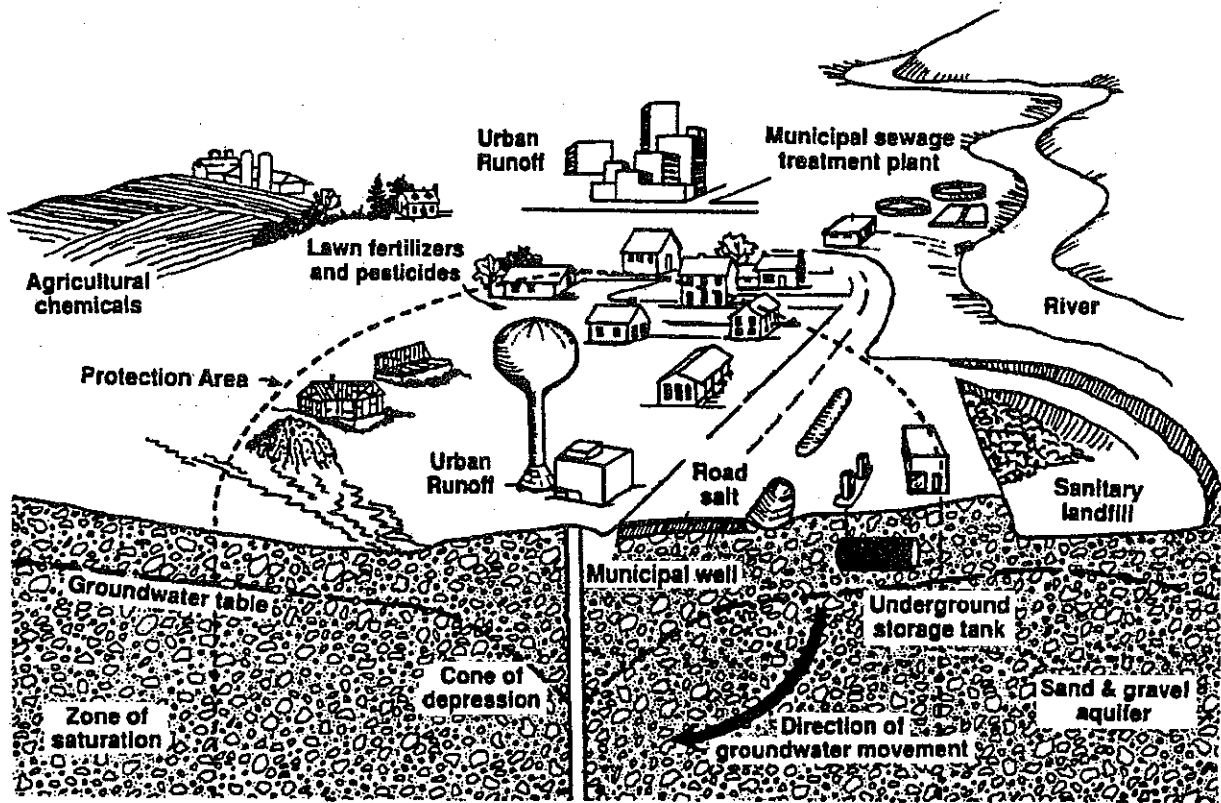 Urban
Runoff
Municipal sewage
treatment plant
Lawn fertilizers
and pesticides
Agricultural
chemicals
River
Protection Area
Urban
Runoff
Road
salt
Sanitary
landfill
Municipal well
Groundwater table
Underground
storage tank
Cone of
depression
Sand & gravel
aquifer
Zone of
saturation
Direction of
groundwater movement